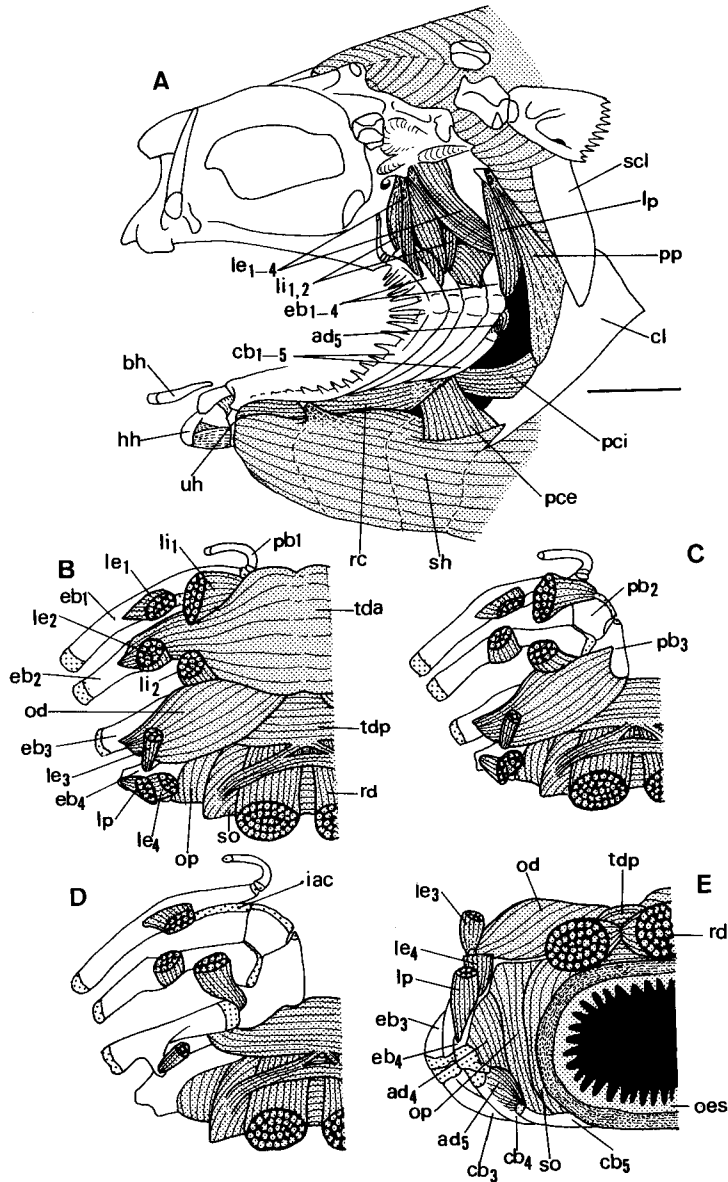 A
scl
lp
pp
le1–4
li1,2
eb1–4
ad5
cb1–5
cl
bh
hh
uh
pci
pce
rc
sh
B
li1
pb1
le1
eb1
tda
le2
eb2
li2
od
tdp
eb3
le3
eb4
rd
lp
le4
op
so
C
pb2
pb3
D
iac
E
od
tdp
le3
rd
le4
lp
eb3
eb4
ad4
op
oes
ad5
cb3
cb4
so
cb5